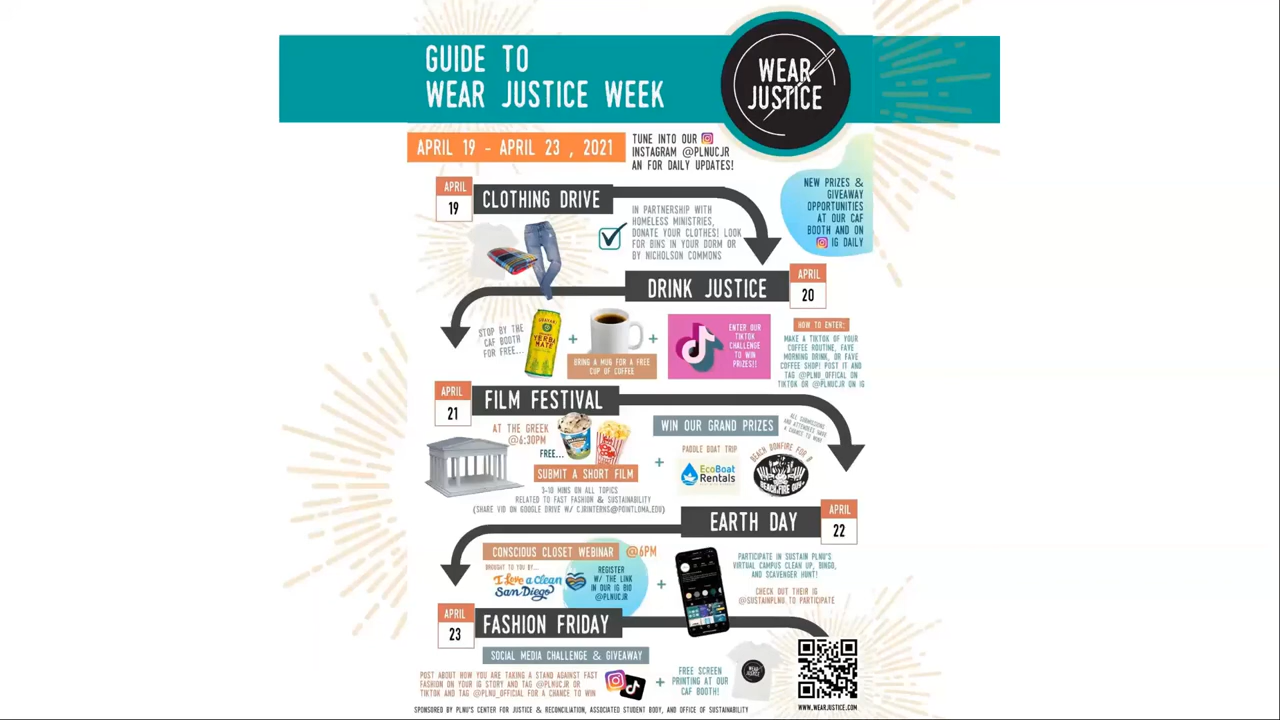 GUIDE TO
WEAR JUSTICE WEEK
WEAR
JUSTICE
APRIL 19 - APRIL 23 , 2021
TUNE INTO OUR
INSTAGRAM @PLNUCJR
AN FOR DAILY UPDATES!
NEW PRIZES &
GIVEAWAY
OPPORTUNITIES
AT OUR CAF
BOOTH AND ON
IG DAILY
APRIL
19
CLOTHING DRIVE
IN PARTNERSHIP WITH
HOMELESS MINISTRIES,
DONATE YOUR CLOTHES! LOOK
FOR BINS IN YOUR DORM OR
BY NICHOLSON COMMONS
DRINK JUSTICE
APRIL
20
STOP BY THE
CAF BOOTH
FOR FREE...
GUAYAKI
YERBA
MATE
+
BRING A MUG FOR A FREE
CUP OF COFFEE
+
ENTER OUR
TIKTOK
CHALLENGE
TO WIN
PRIZES!!
HOW TO ENTER:
MAKE A TIKTOK OF YOUR
COFFEE ROUTINE, FAVE
MORNING DRINK, OR FAVE
COFFEE SHOP! POST IT AND
TAG @PLNU_OFFICAL ON
TIKTOK OR @PLNUCJR ON IG
APRIL
21
FILM FESTIVAL
AT THE GREEK
@6:30PM
FREE...
SUBMIT A SHORT FILM
3-10 MINS ON ALL TOPICS
RELATED TO FAST FASHION & SUSTAINABILITY
(SHARE VID ON GOOGLE DRIVE W/ CJRINTERNS@POINTLOMA.EDU)
+
WIN OUR GRAND PRIZES
ALL SUBMISSIONS
AND ATTENDEES HAVE
A CHANCE TO WIN!
PADDLE BOAT TRIP
EcoBoat
Rentals
BEACH BONFIRE FOR 8
BEACH FIRE GUY
EARTH DAY
APRIL
22
CONSCIOUS CLOSET WEBINAR @6PM
BROUGHT TO YOU BY...
I Love a Clean
San Diego
REGISTER
W/ THE LINK
IN OUR IG BIO
@PLNUCJR
+
PARTICIPATE IN SUSTAIN PLNU'S
VIRTUAL CAMPUS CLEAN UP, BINGO,
AND SCAVENGER HUNT!
CHECK OUT THEIR IG
@SUSTAINPLNU TO PARTICIPATE
APRIL
23
FASHION FRIDAY
SOCIAL MEDIA CHALLENGE & GIVEAWAY
POST ABOUT HOW YOU ARE TAKING A STAND AGAINST FAST
FASHION ON YOUR IG STORY AND TAG @PLNUCJR OR
TIKTOK AND TAG @PLNU_OFFICIAL FOR A CHANCE TO WIN
+
FREE SCREEN
PRINTING AT OUR
CAF BOOTH!
WEAR
JUSTICE
WWW.WEARJUSTICE.COM
SPONSORED BY PLNU'S CENTER FOR JUSTICE & RECONCILIATION, ASSOCIATED STUDENT BODY, AND OFFICE OF SUSTAINABILITY